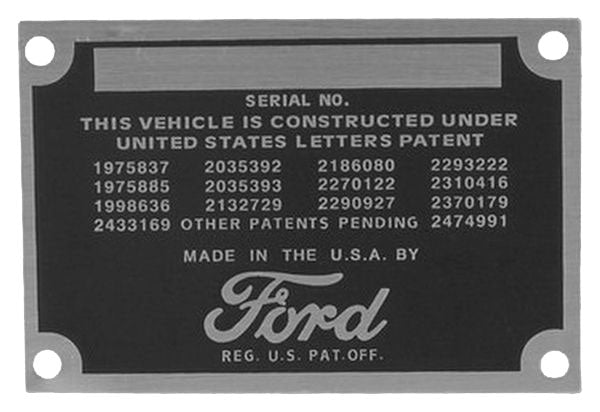 SERIAL NO.
THIS VEHICLE IS CONSTRUCTED UNDER
UNITED STATES LETTERS PATENT
1975837 2035392 2186080 2293222
1975885 2035393 2270122 2310416
1998636 2132729 2290927 2370179
2433169 OTHER PATENTS PENDING 2474991
MADE IN THE U.S.A. BY
Ford
REG. U.S. PAT.OFF.